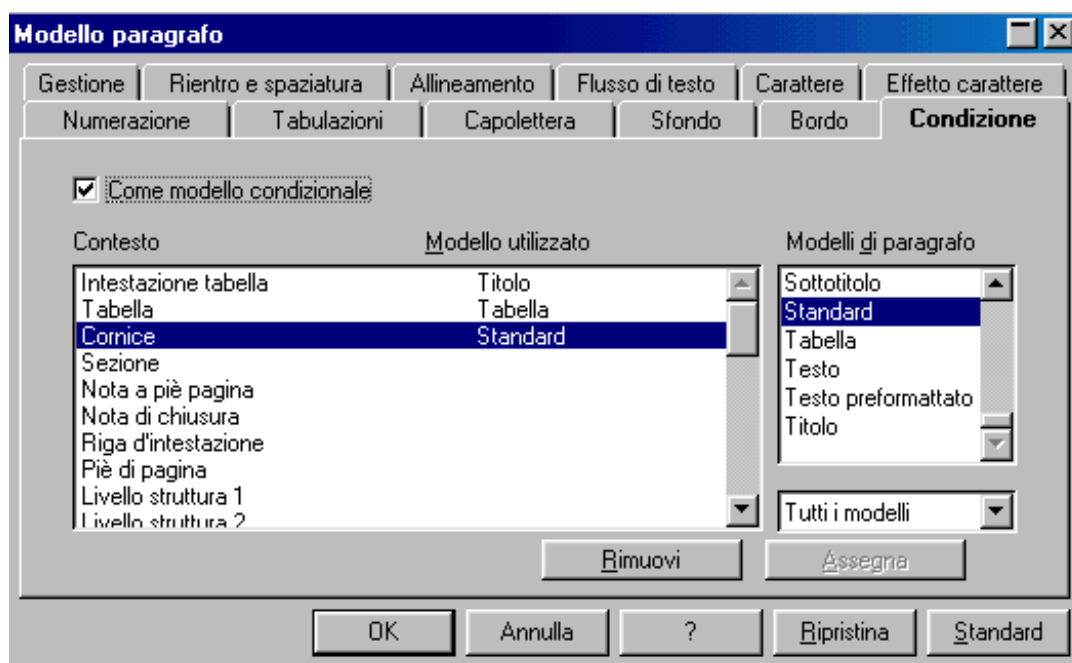 Modello paragrafo
Gestione Rientro e spaziatura Allineamento Flusso di testo Carattere Effetto carattere
Numerazione Tabulazioni Capolettera Sfondo Bordo Condizione
Come modello condizionale
Contesto Modello utilizzato Modelli di paragrafo
Intestazione tabella Titolo
Tabella Tabella
Cornice Standard
Sezione
Nota a piè pagina
Nota di chiusura
Riga d'intestazione
Piè di pagina
Livello struttura 1
Livello struttura 2
Sottotitolo
Standard
Tabella
Testo
Testo preformattato
Titolo
Tutti i modelli
Rimuovi Assegna
OK Annulla ? Ripristina Standard